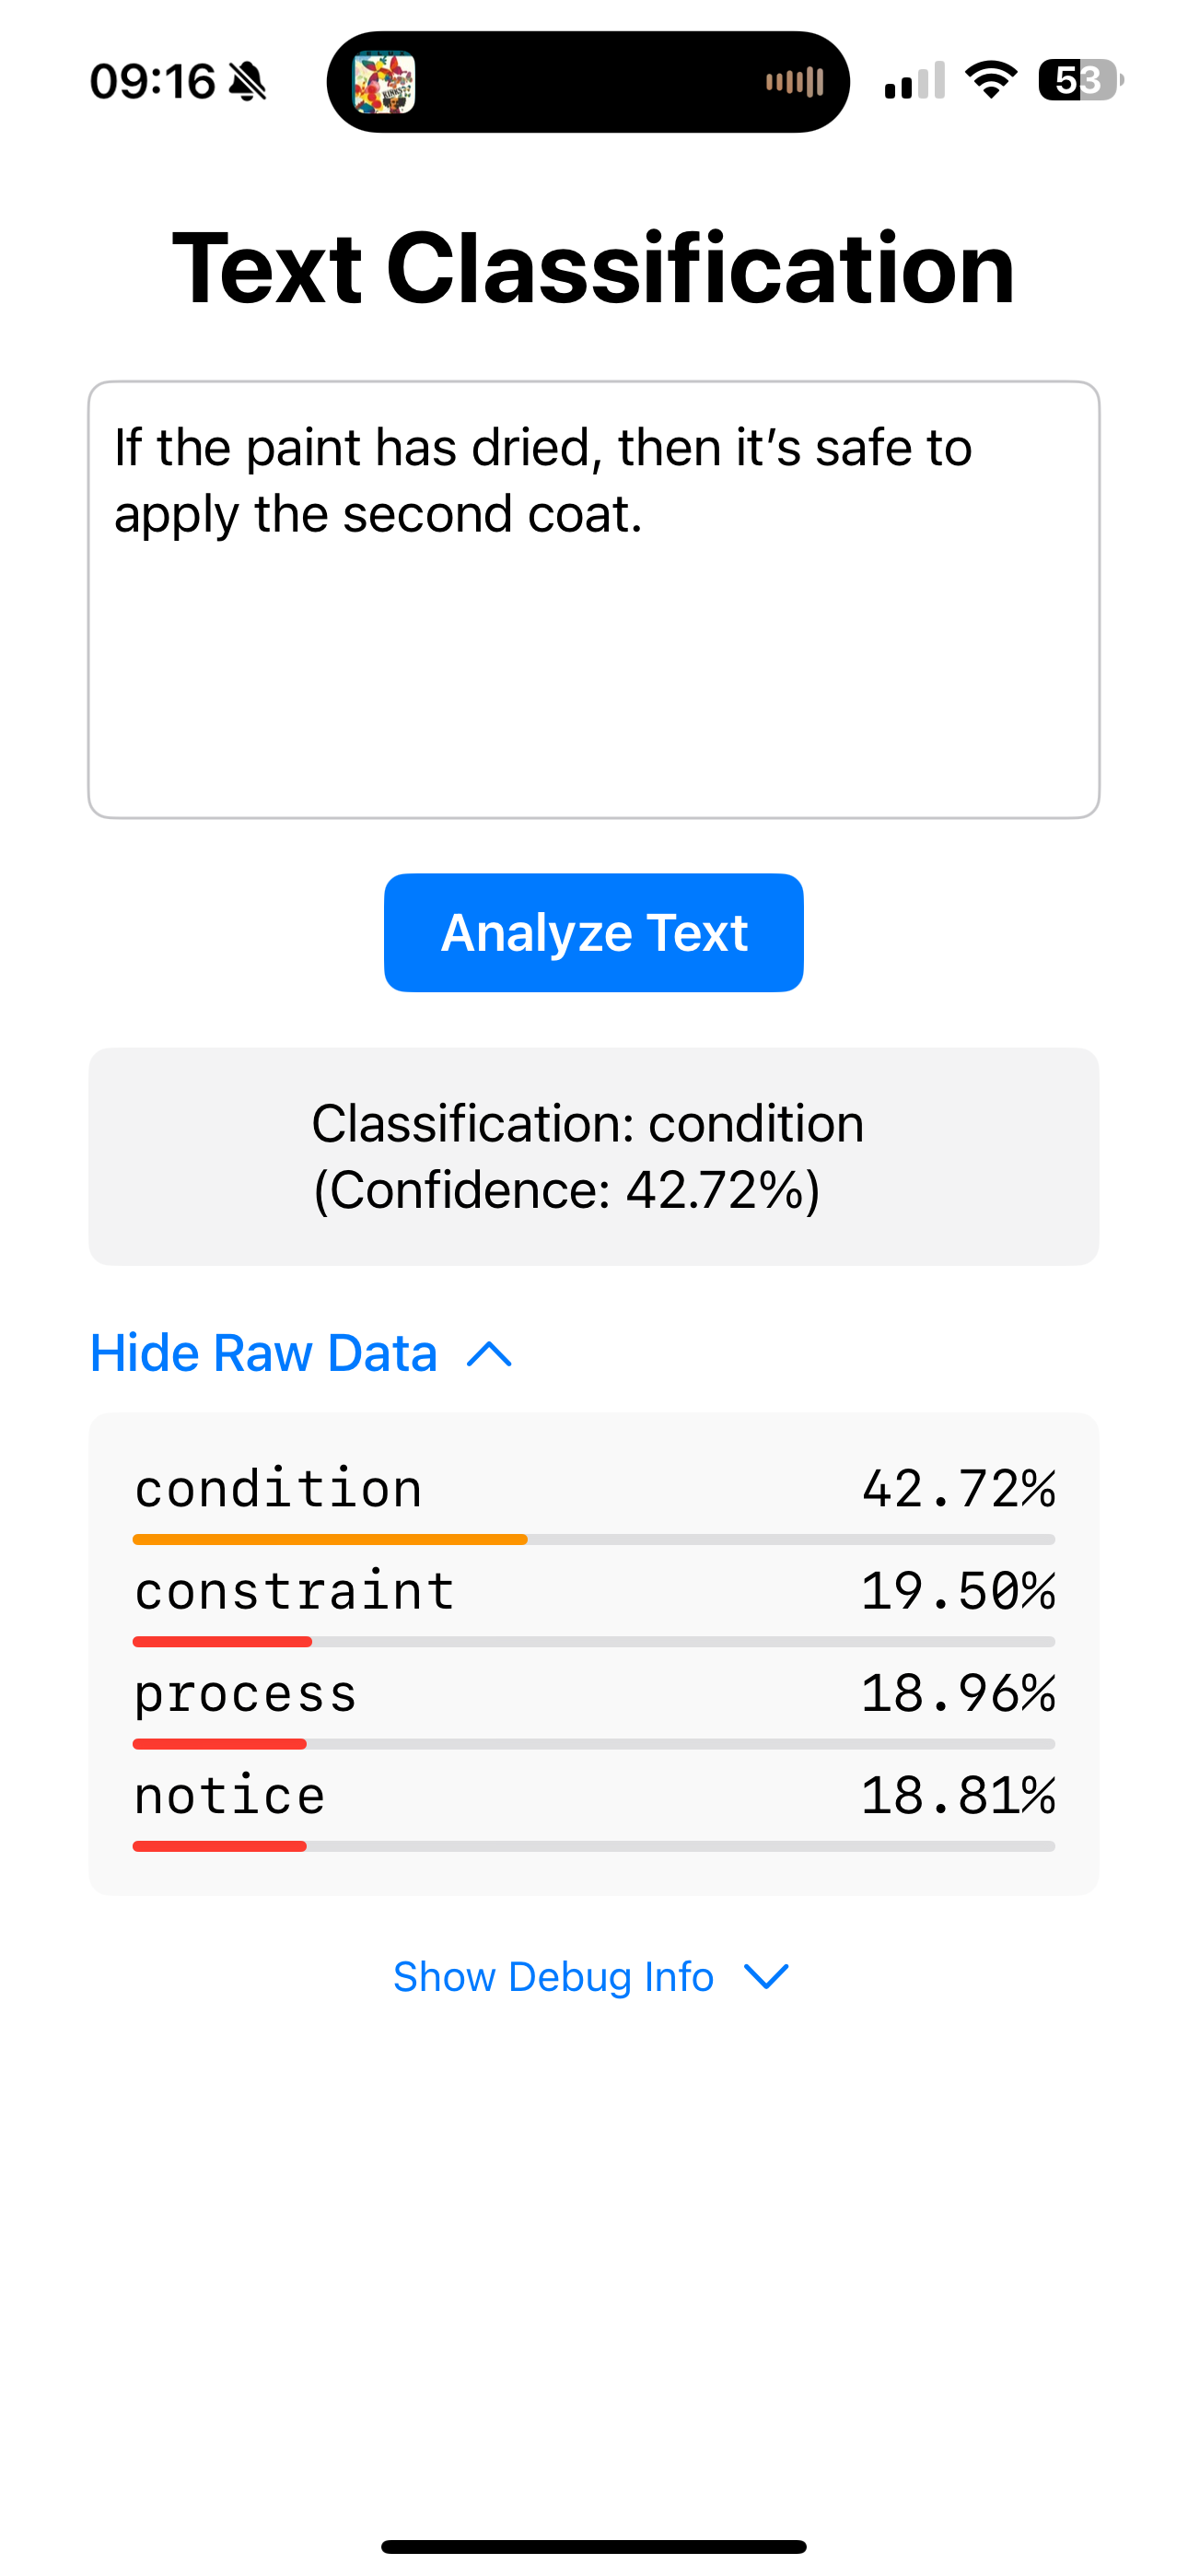 09:16
KINKS
53
Text Classification
If the paint has dried, then it’s safe to
apply the second coat.
Analyze Text
Classification: condition
(Confidence: 42.72%)
Hide Raw Data
condition 42.72%
constraint 19.50%
process 18.96%
notice 18.81%
Show Debug Info